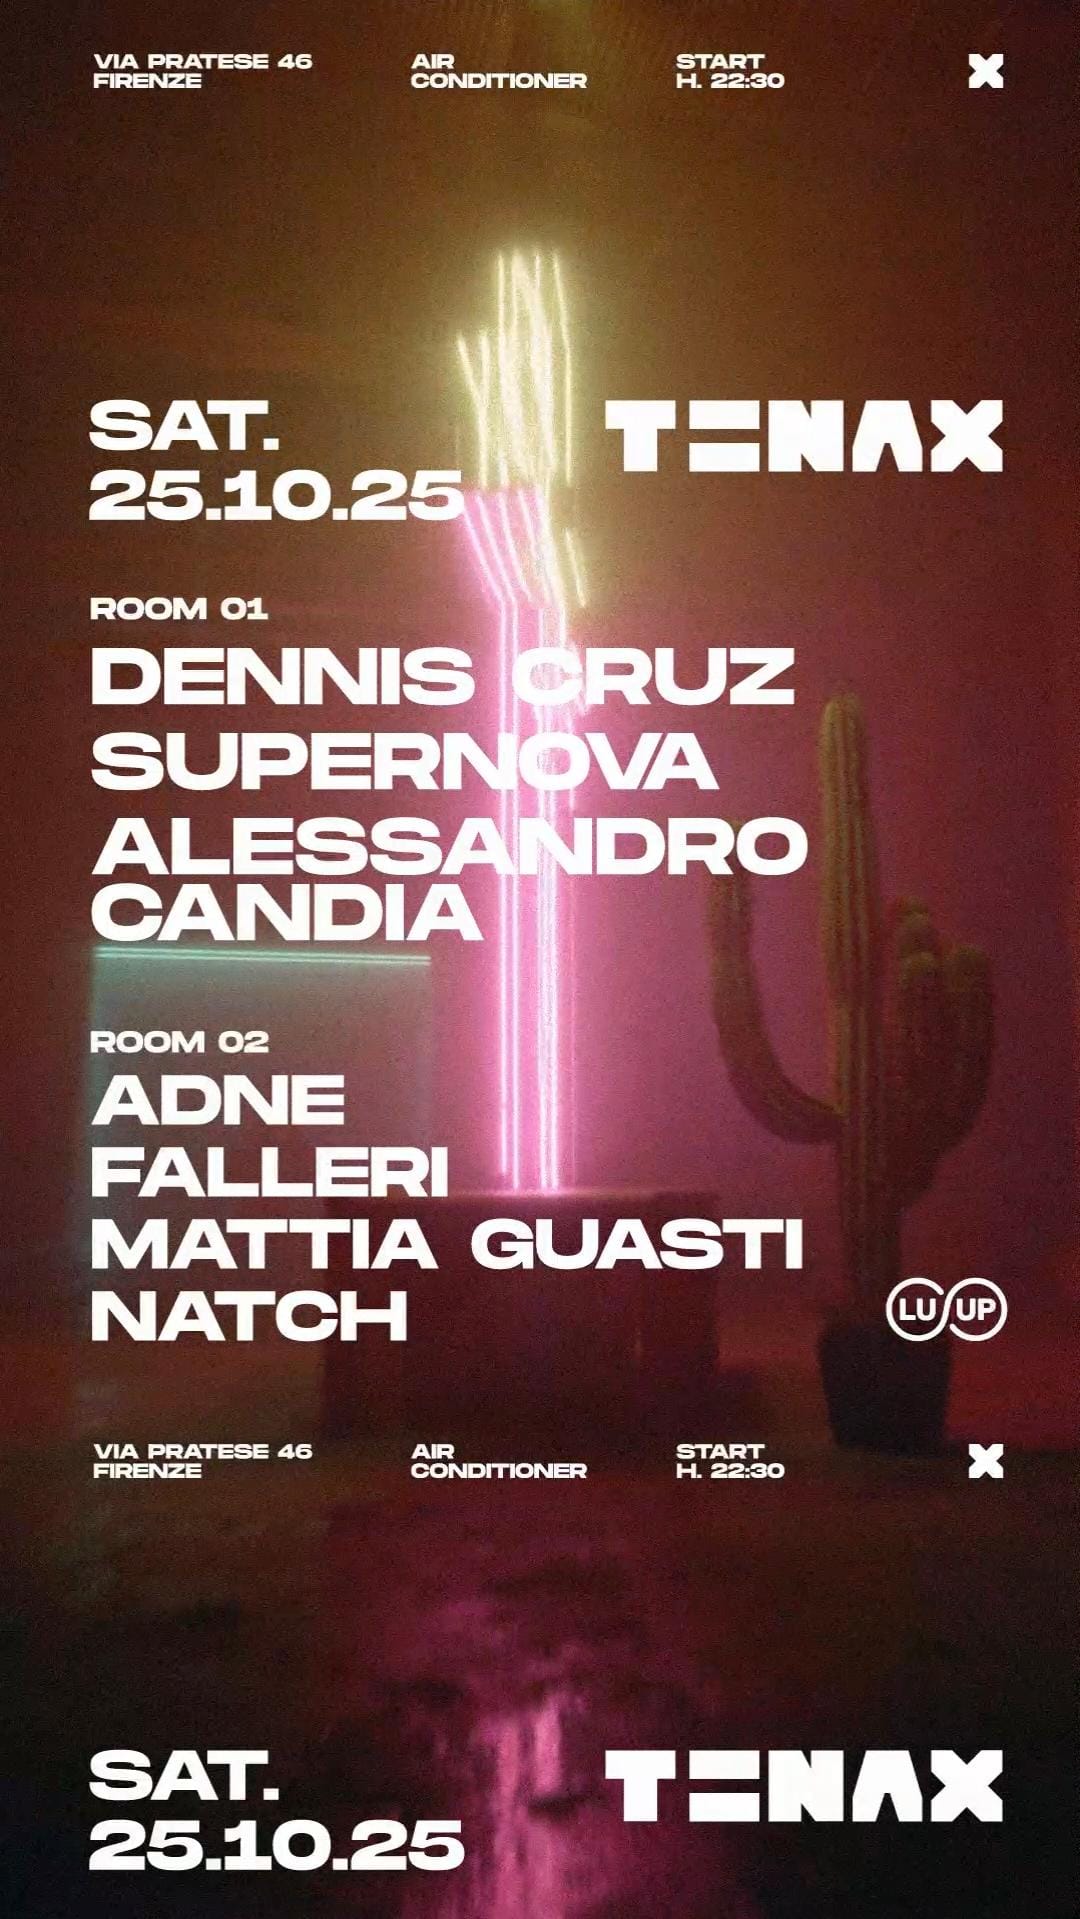 VIA PRATESE 46
FIRENZE
AIR
CONDITIONER
START
H. 22:30
X
SAT.
25.10.25
TENAX
ROOM 01
DENNIS CRUZ
SUPERNOVA
ALESSANDRO
CANDIA
ROOM 02
ADNE
FALLERI
MATTIA GUASTI
NATCH
LU UP
VIA PRATESE 46
FIRENZE
AIR
CONDITIONER
START
H. 22:30
X
SAT.
25.10.25
TENAX